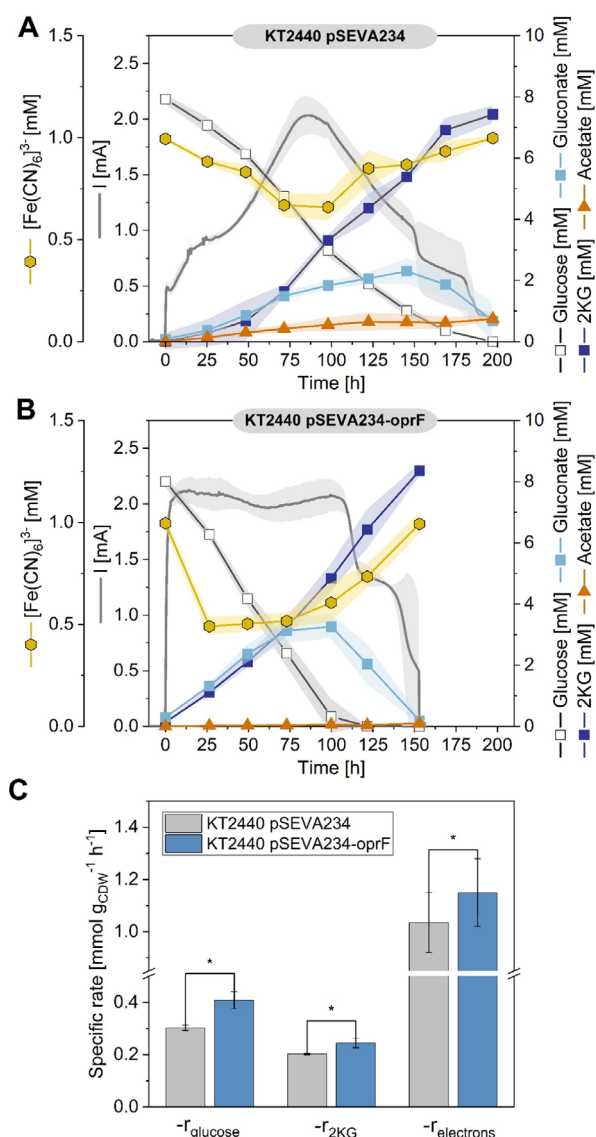 A
KT2440 pSEVA234
[Fe(CN)6]3- [mM]
1.5
1.0
0.5
0.0
I [mA]
2.5
2.0
1.5
1.0
0.5
0.0
10
8
6
4
2
0
Glucose [mM]
Gluconate [mM]
2KG [mM]
Acetate [mM]
0 25 50 75 100 125 150 175 200
Time [h]
B
KT2440 pSEVA234-oprF
[Fe(CN)6]3- [mM]
1.5
1.0
0.5
0.0
I [mA]
2.5
2.0
1.5
1.0
0.5
0.0
10
8
6
4
2
0
Glucose [mM]
Gluconate [mM]
2KG [mM]
Acetate [mM]
0 25 50 75 100 125 150 175 200
Time [h]
C
KT2440 pSEVA234
KT2440 pSEVA234-oprF
Specific rate [mmol gCDW-1 h-1]
1.4
1.2
1.0
0.4
0.2
0.0
*
*
*
-rglucose
-r2KG
-relectrons